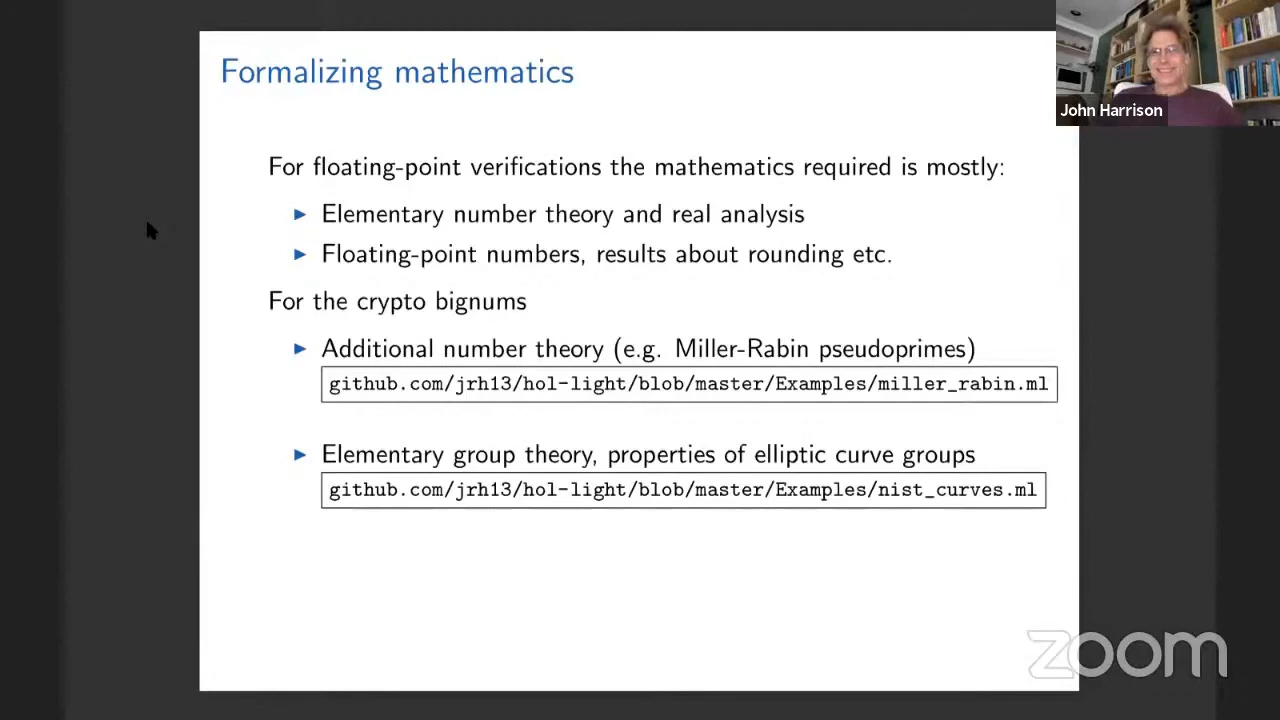 Formalizing mathematics
John Harrison
For floating-point verifications the mathematics required is mostly:
▶ Elementary number theory and real analysis
▶ Floating-point numbers, results about rounding etc.
For the crypto bignums
▶ Additional number theory (e.g. Miller-Rabin pseudoprimes)
github.com/jrh13/hol-light/blob/master/Examples/miller_rabin.ml
▶ Elementary group theory, properties of elliptic curve groups
github.com/jrh13/hol-light/blob/master/Examples/nist_curves.ml
zoom